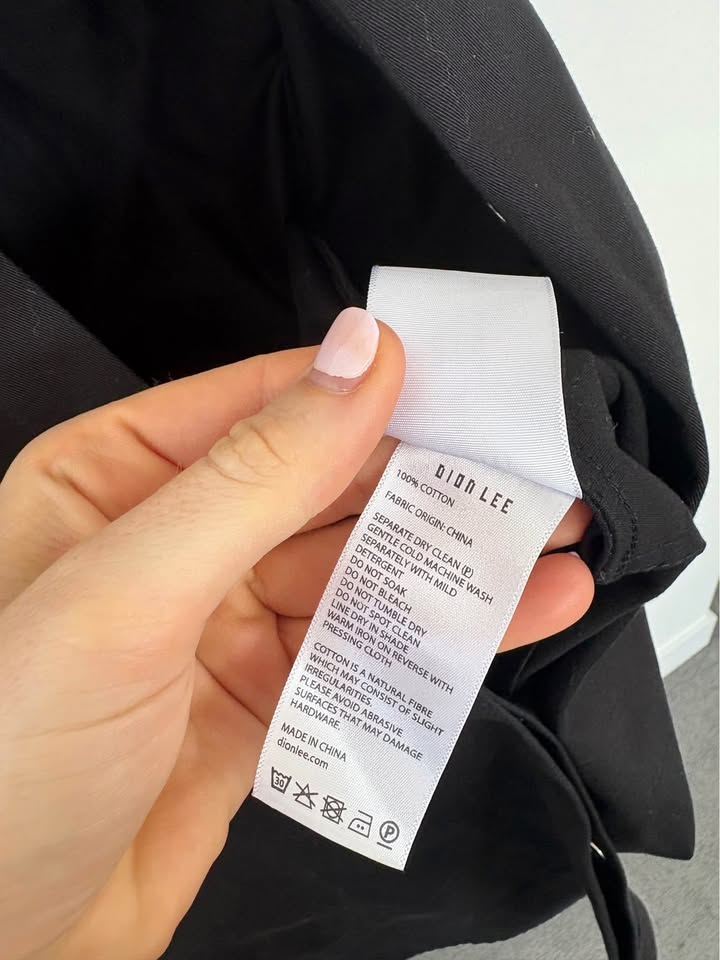 DION LEE
100% COTTON
FABRIC ORIGIN: CHINA
SEPARATE DRY CLEAN Ⓟ
GENTLE COLD MACHINE WASH
SEPARATELY WITH MILD
DETERGENT
DO NOT SOAK
DO NOT BLEACH
DO NOT TUMBLE DRY
DO NOT SPOT CLEAN
LINE DRY IN SHADE
WARM IRON ON REVERSE WITH
PRESSING CLOTH
COTTON IS A NATURAL FIBRE
WHICH MAY CONSIST OF SLIGHT
IRREGULARITIES.
PLEASE AVOID ABRASIVE
SURFACES THAT MAY DAMAGE
HARDWARE.
MADE IN CHINA
dionlee.com
30 P